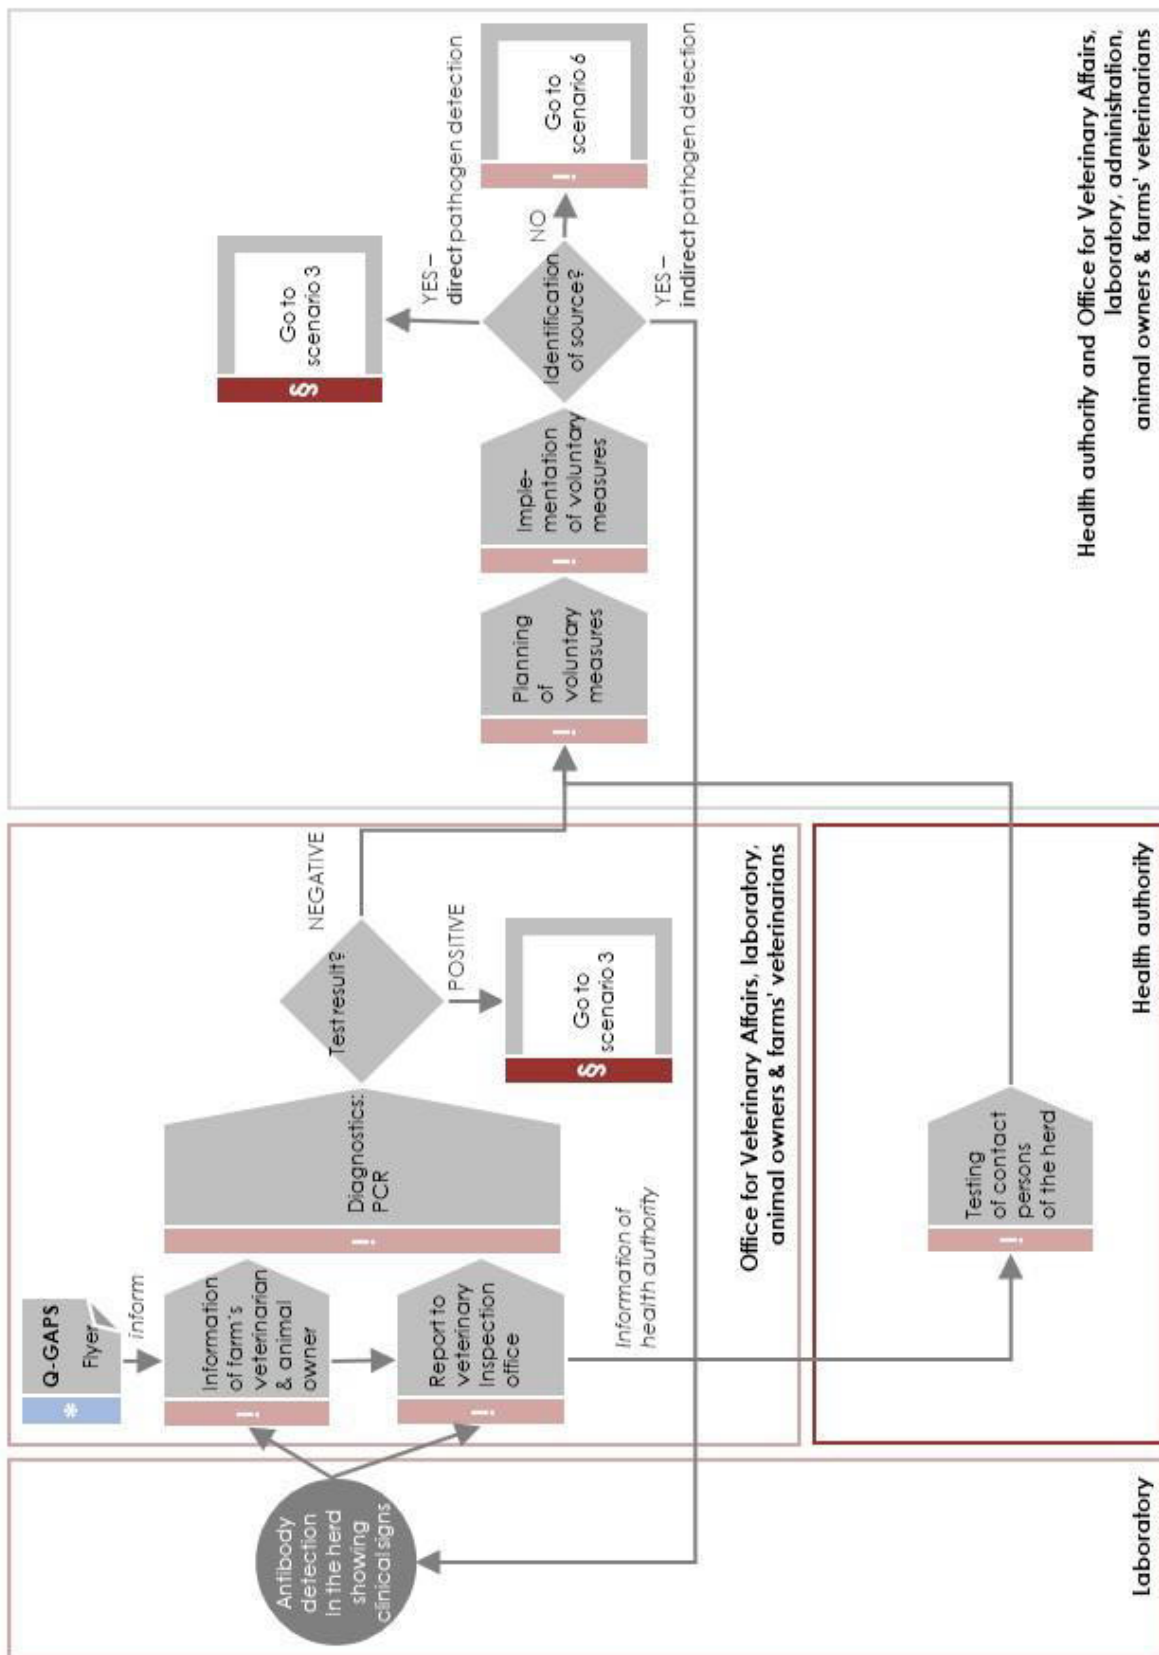 Antibody
detection
in the herd
showing
clinical signs
Laboratory
*
Q-GAPS
Flyer
inform
i
Information
of farm's
veterinarian
& animal
owner
i
Report to
veterinary
Inspection
office
Information of
health authority
i
Diagnostics:
PCR
Test result?
NEGATIVE
POSITIVE
§
Go to
scenario 3
Office for Veterinary Affairs, laboratory,
animal owners & farms' veterinarians
i
Testing
of contact
persons
of the herd
Health authority
i
Planning
of
voluntary
measures
i
Imple-
mentation
of voluntary
measures
Identification
of source?
YES –
direct pathogen detection
§
Go to
scenario 3
NO
i
Go to
scenario 6
YES –
indirect pathogen detection
Health authority and Office for Veterinary Affairs,
laboratory, administration,
animal owners & farms' veterinarians